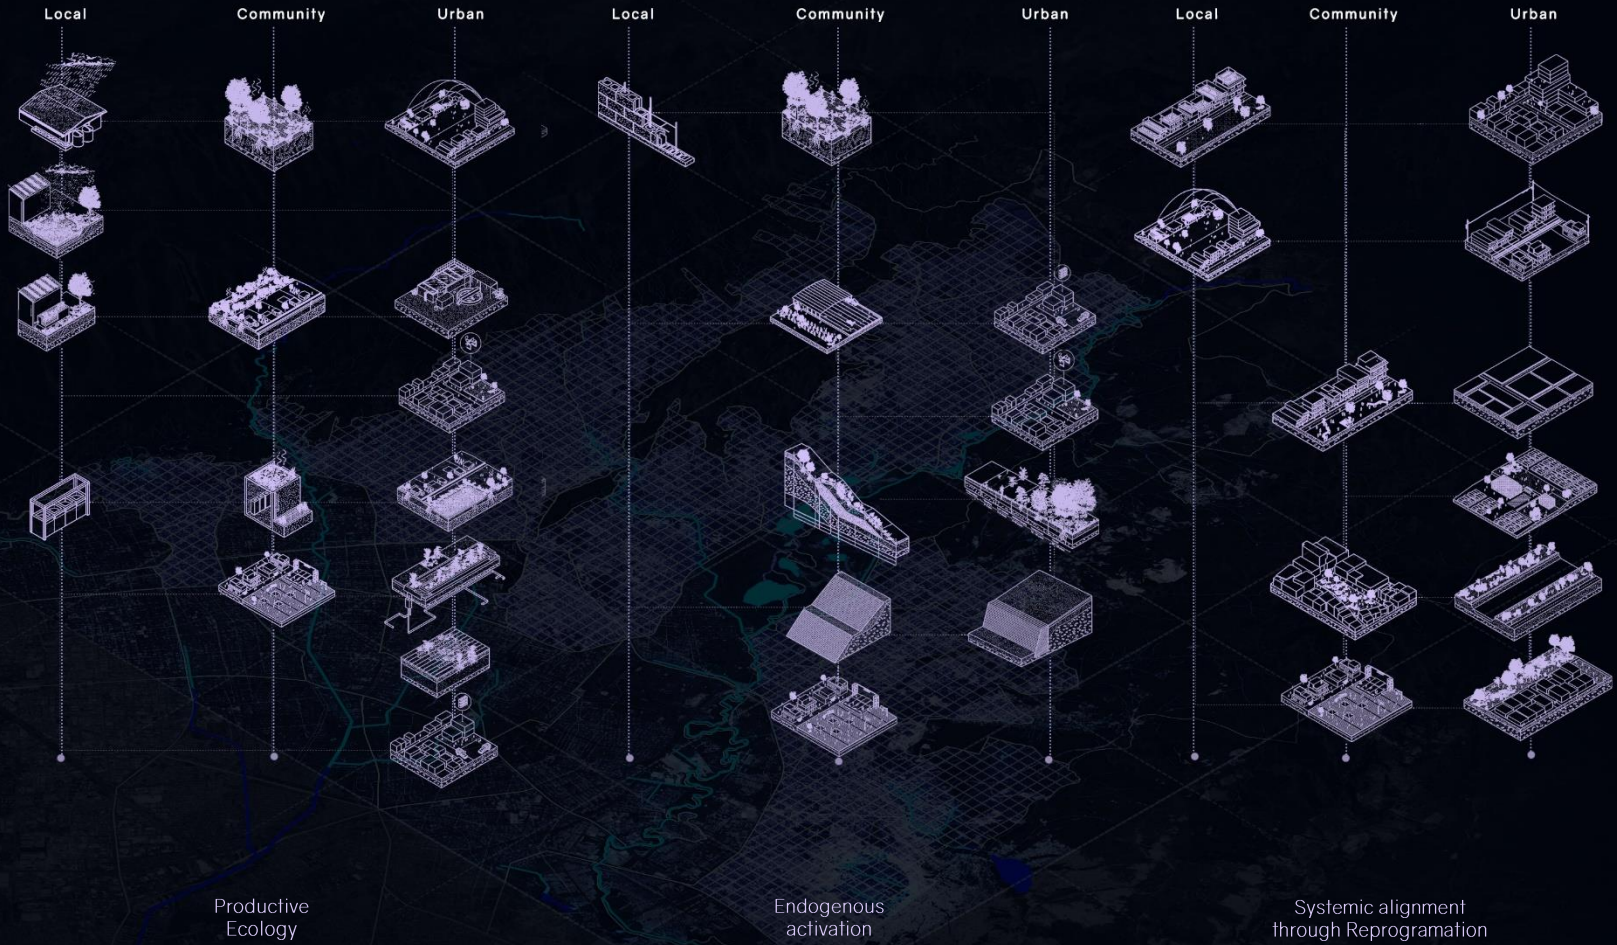 Local
Community
Urban
Local
Community
Urban
Local
Community
Urban
Productive
Ecology
Endogenous
activation
Systemic alignment
through Reprogramation